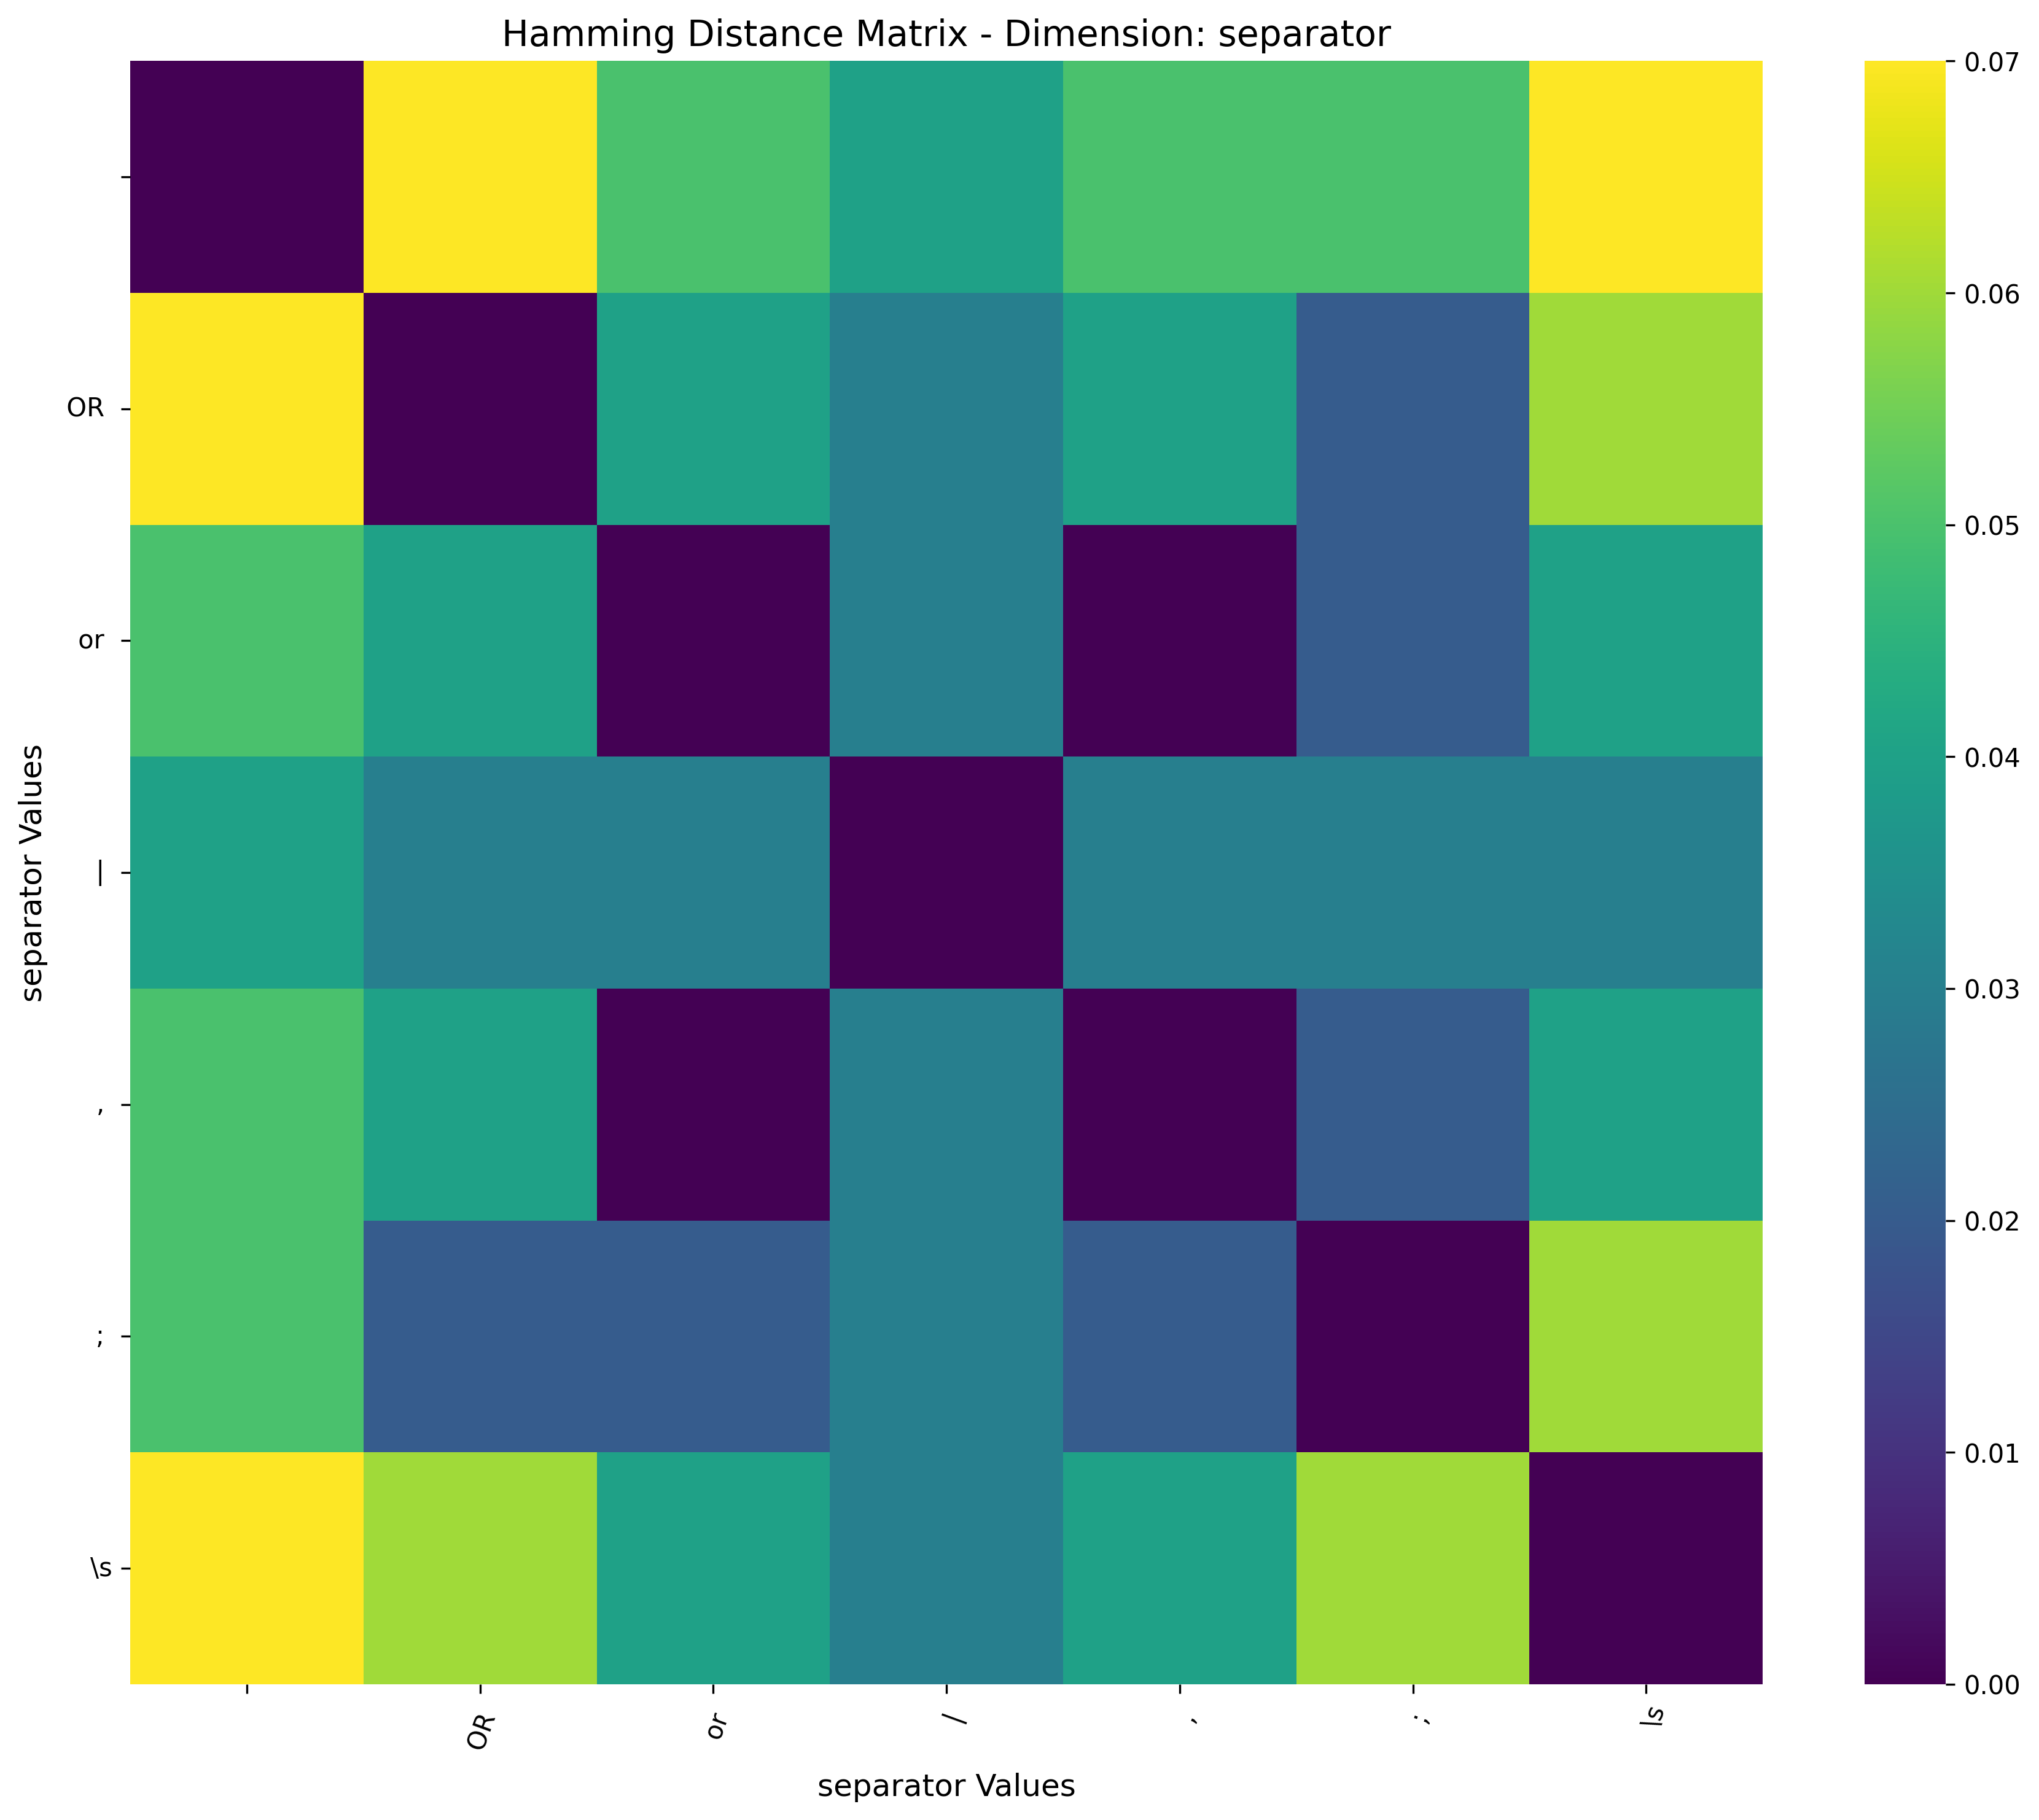 Hamming Distance Matrix - Dimension: separator
0.07
0.06
0.05
0.04
0.03
0.02
0.01
0.00
separator Values
OR
or
|
,
;
\s
OR
or
|
,
;
\s
separator Values